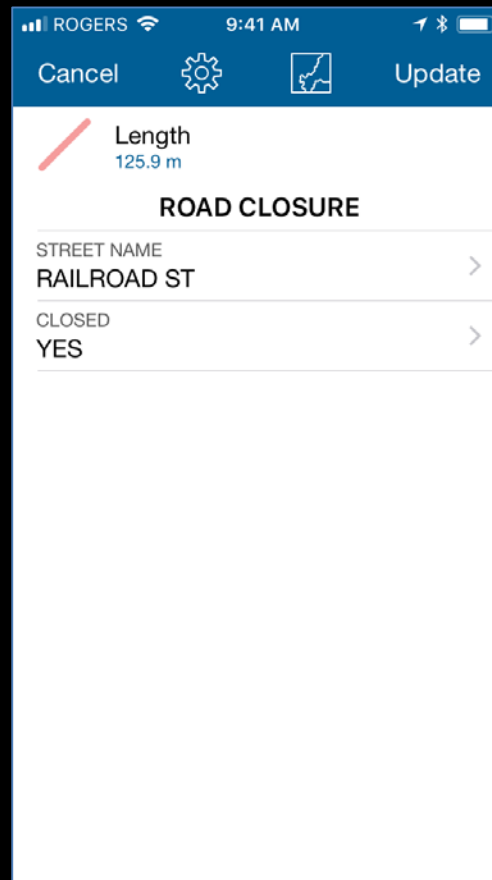 ROGERS 9:41 AM
Cancel Update
Length
125.9 m
ROAD CLOSURE
STREET NAME
RAILROAD ST
CLOSED
YES